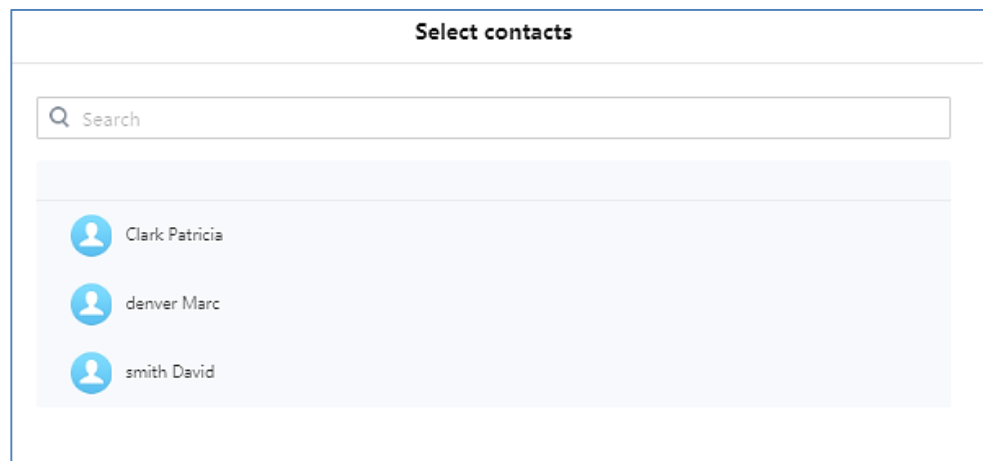 Select contacts
Search
Clark Patricia
denver Marc
smith David